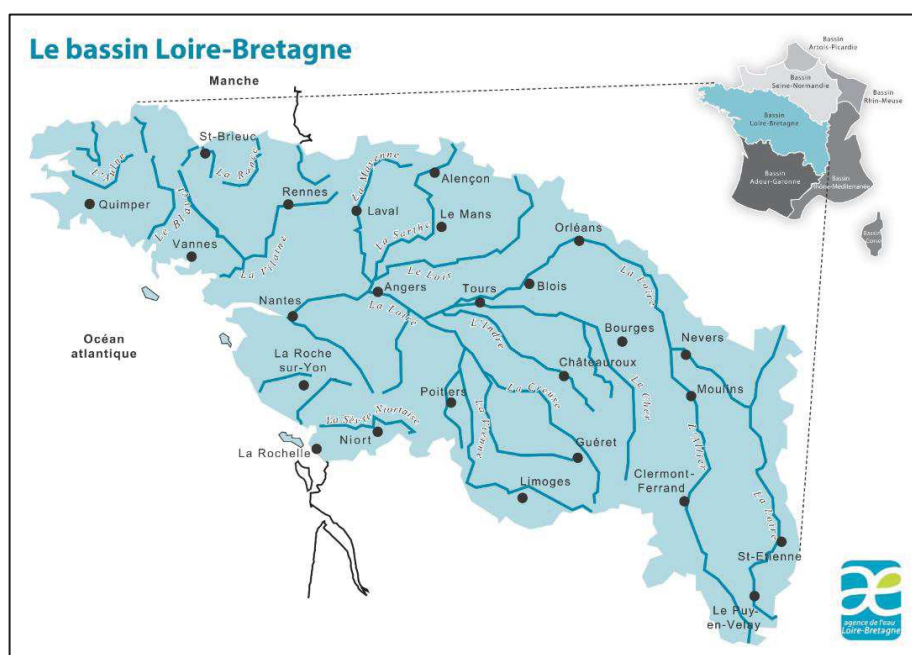 Le bassin Loire-Bretagne
Manche
Bassin
Artois-Picardie
Bassin
Seine-Normandie
Bassin
Rhin-Meuse
Bassin
Loire-Bretagne
Bassin
Adour-Garonne
Bassin
Rhône-Méditerranée
Bassin
Corse
St-Brieuc
L'Aulne
La Rance
La Mayenne
Alençon
Quimper
Rennes
Laval
Le Mans
Le Blavet
La Sarthe
Orléans
Vannes
La Vilaine
Le Loir
La Loire
Angers
Tours
Blois
Nantes
La Loire
Océan
atlantique
L'Indre
Bourges
Nevers
La Roche
sur-Yon
Châteauroux
Le Cher
Moulins
Poitiers
La Creuse
La Sèvre Niortaise
La Vienne
Niort
Guéret
L'Allier
La Rochelle
Limoges
Clermont-
Ferrand
La Loire
St-Etienne
Le Puy-
en-Velay
agence de l'eau
Loire-Bretagne